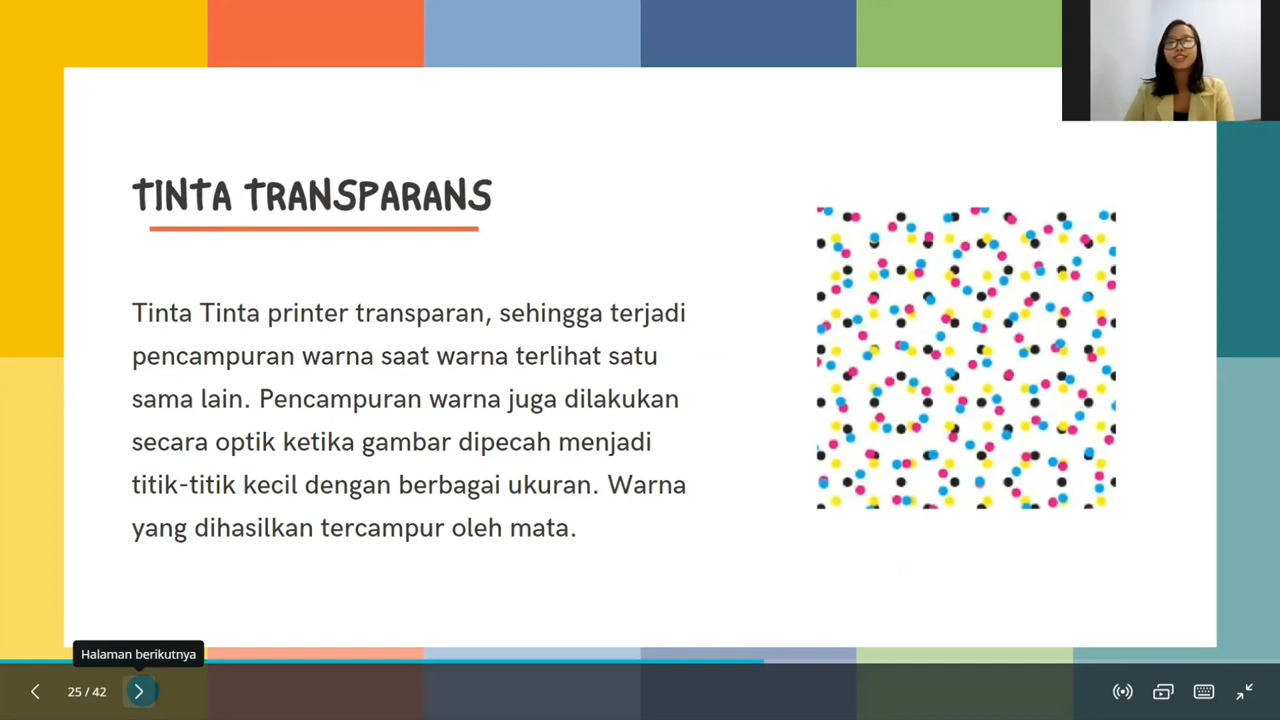 TINTA TRANSPARANS
Tinta Tinta printer transparan, sehingga terjadi
pencampuran warna saat warna terlihat satu
sama lain. Pencampuran warna juga dilakukan
secara optik ketika gambar dipecah menjadi
titik-titik kecil dengan berbagai ukuran. Warna
yang dihasilkan tercampur oleh mata.
Halaman berikutnya
25 / 42